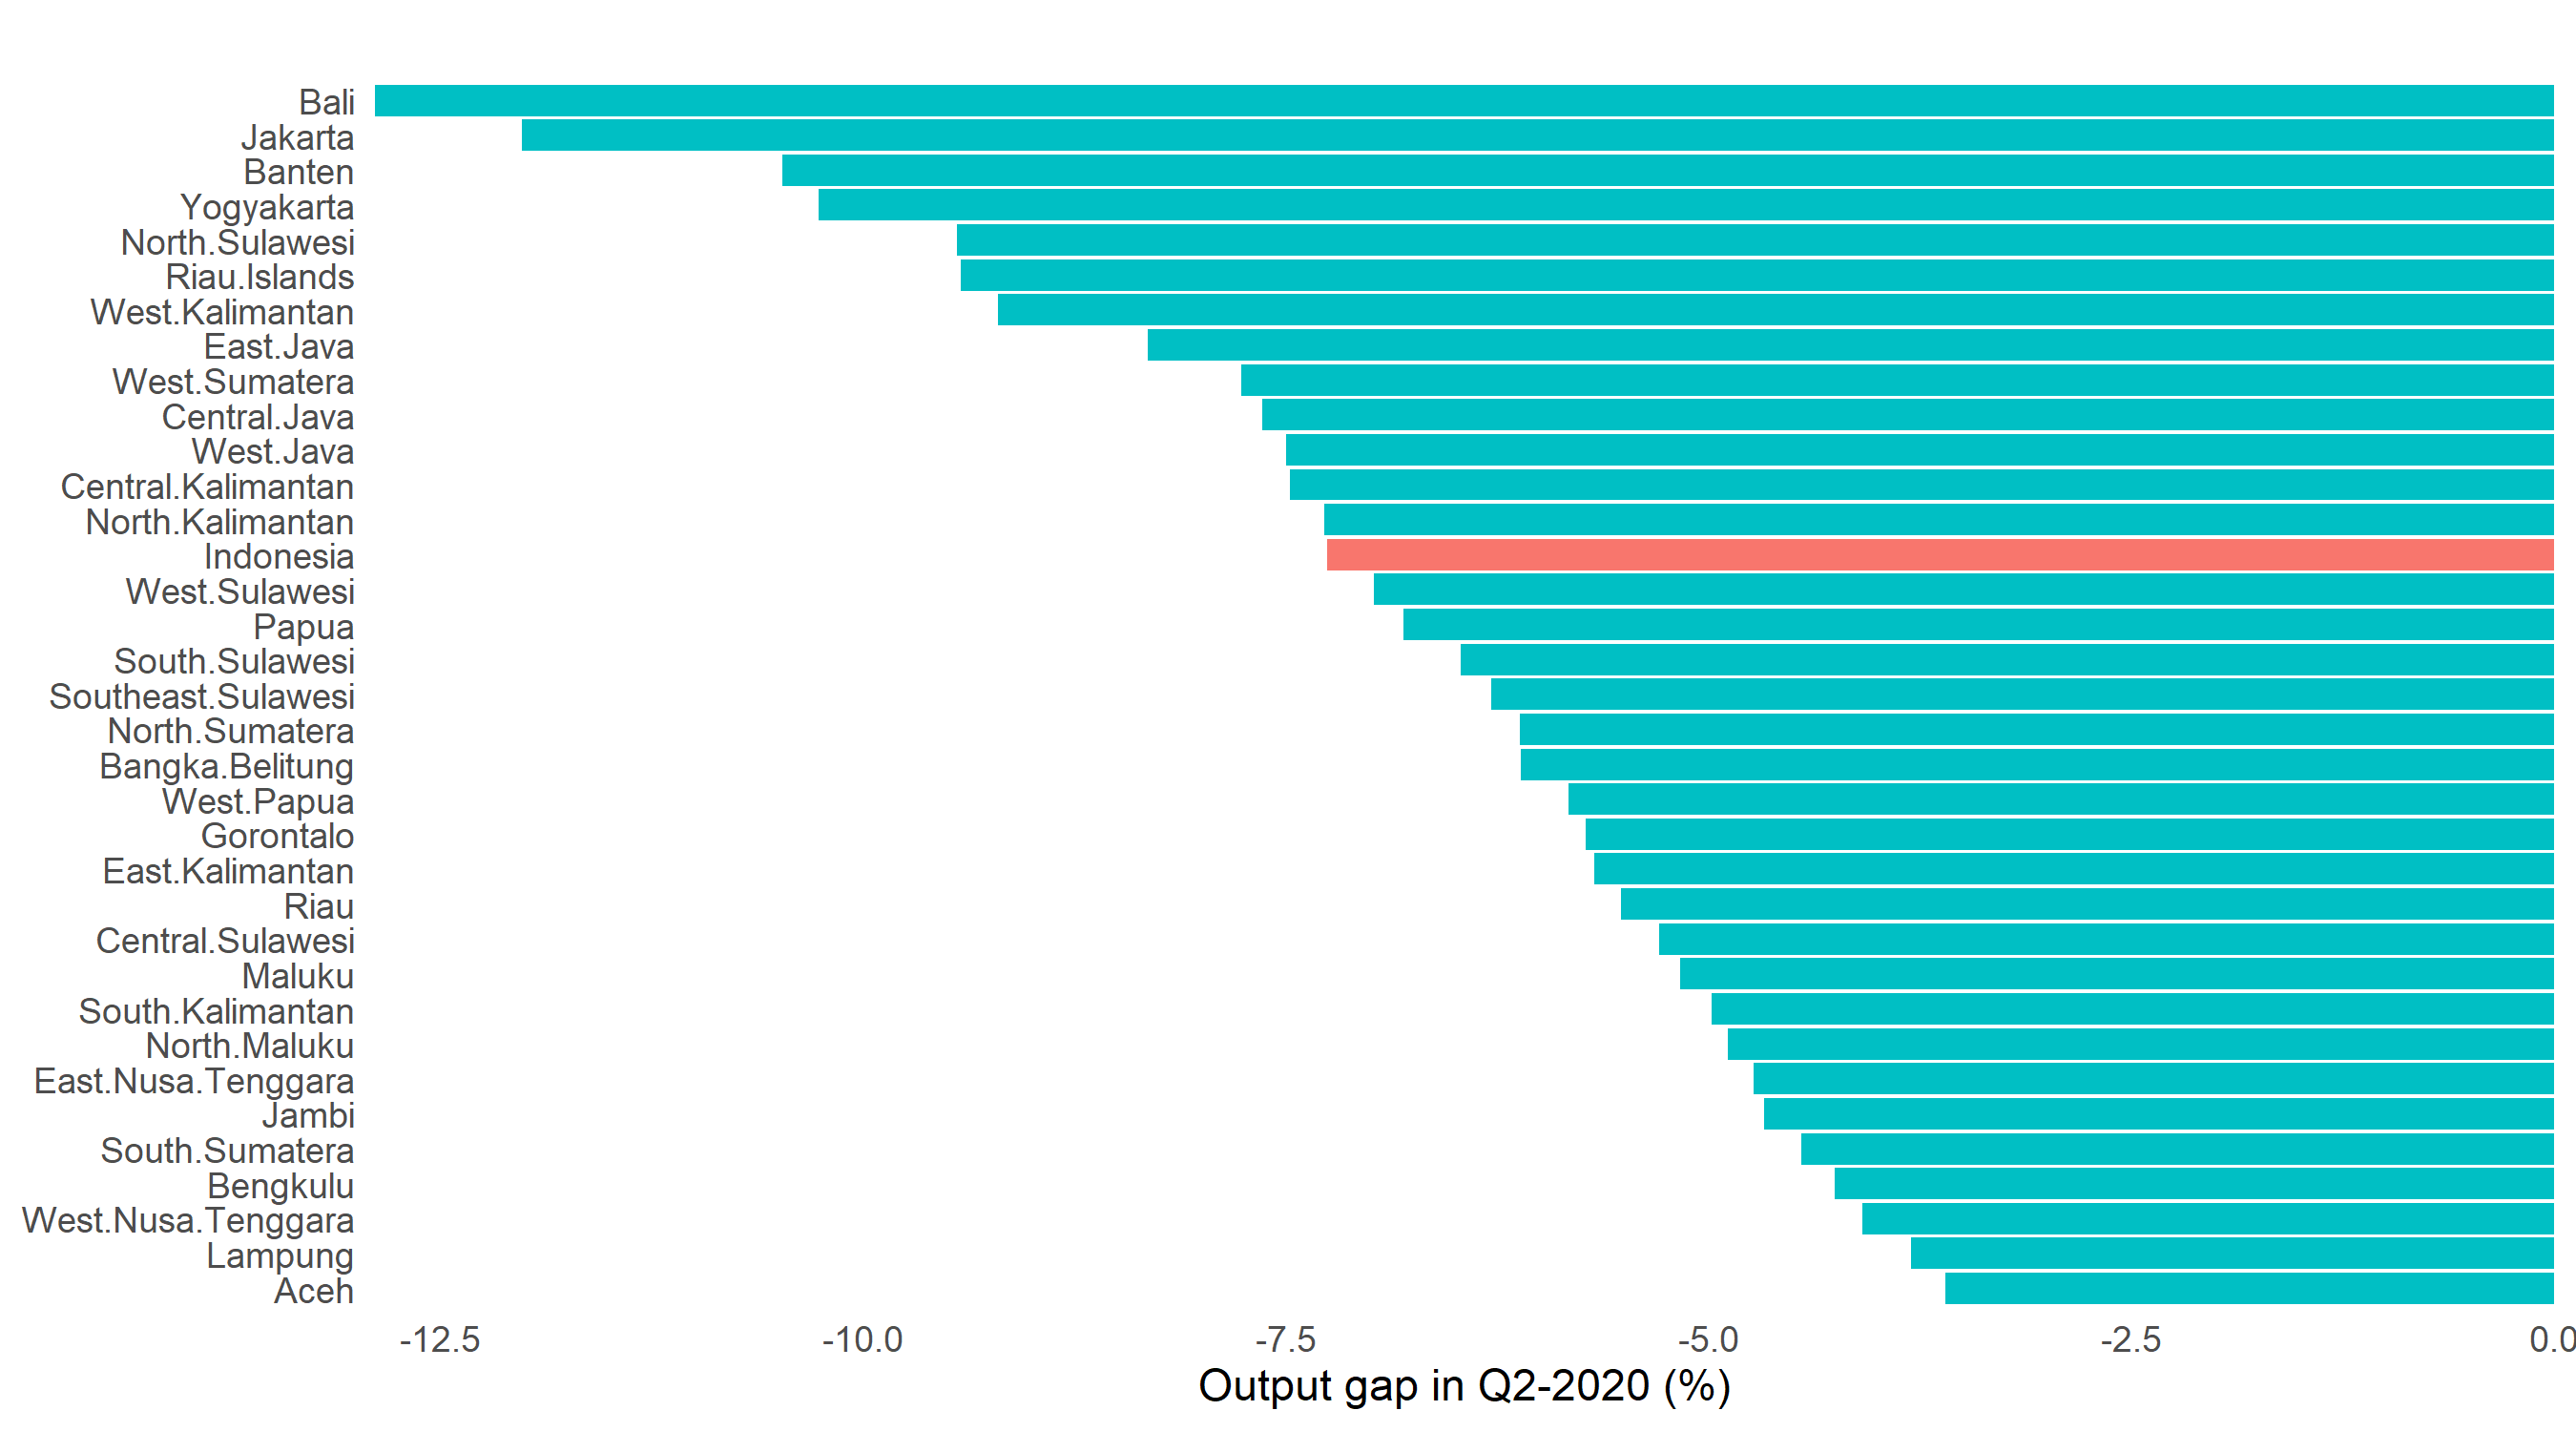 Bali
Jakarta
Banten
Yogyakarta
North.Sulawesi
Riau.Islands
West.Kalimantan
East.Java
West.Sumatera
Central.Java
West.Java
Central.Kalimantan
North.Kalimantan
Indonesia
West.Sulawesi
Papua
South.Sulawesi
Southeast.Sulawesi
North.Sumatera
Bangka.Belitung
West.Papua
Gorontalo
East.Kalimantan
Riau
Central.Sulawesi
Maluku
South.Kalimantan
North.Maluku
East.Nusa.Tenggara
Jambi
South.Sumatera
Bengkulu
West.Nusa.Tenggara
Lampung
Aceh
-12.5 -10.0 -7.5 -5.0 -2.5 0.0
Output gap in Q2-2020 (%)